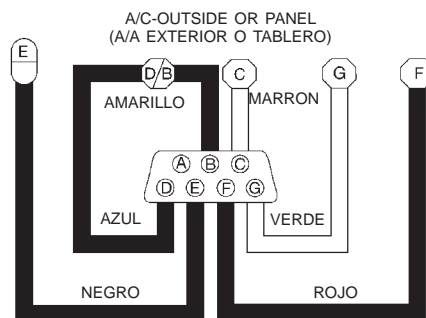 A/C-OUTSIDE OR PANEL
(A/A EXTERIOR O TABLERO)
E
D/B
C
G
F
AMARILLO
MARRON
A B C
D E F G
AZUL
VERDE
NEGRO
ROJO